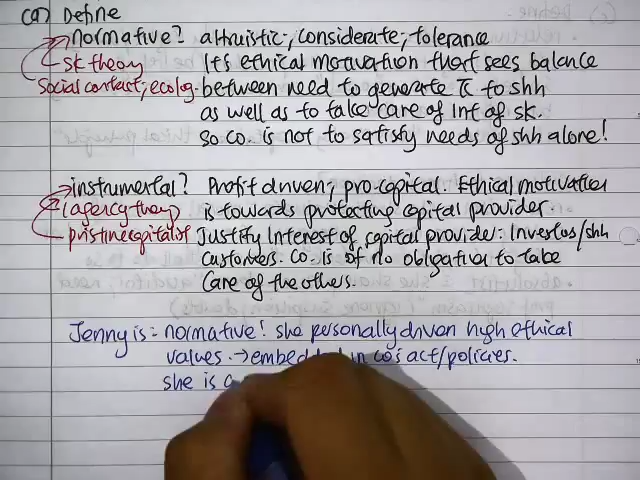 (a) Define
normative? altruistic; considerate; tolerance
sk theory It's ethical motivation that sees balance
Social contact; ecolog. between need to generate π to shh
as well as to take care of Int of sk.
so co. is not to satisfy needs of shh alone!
instrumental? Profit driven; pro-capital. Ethical motivation
(agency theory is towards protecting capital provider.
pristine capitalist Justify Interest of capital provider: Investos/shh
customers. Co. is of no obligation to take
care of the others.
Jenny is = normative! she personally driven high ethical
values. → embedded in co's act/policies.
she is